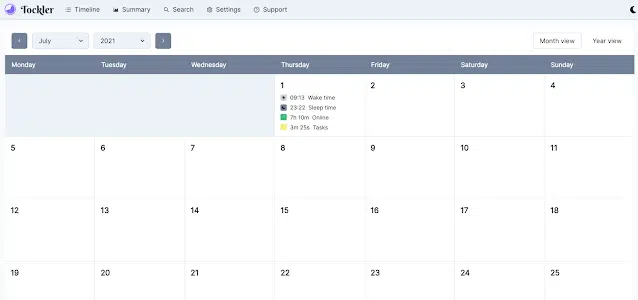 Tockler Timeline Summary Search Settings Support
July 2021 Month view Year view
Monday Tuesday Wednesday Thursday Friday Saturday Sunday
1 2 3 4
09:13 Wake time
23:22 Sleep time
7h 10m Online
3m 25s Tasks
5 6 7 8 9 10 11
12 13 14 15 16 17 18
19 20 21 22 23 24 25